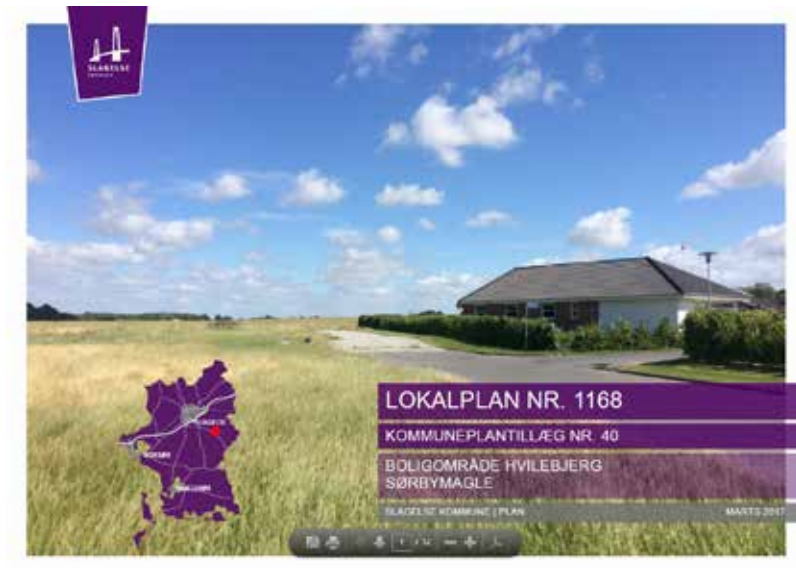 SLAGELSE
LOKALPLAN NR. 1168
KOMMUNEPLANTILLÆG NR. 40
BOLIGOMRÅDE HVILEBJERG
SØRBYMAGLE
SLAGELSE KOMMUNE | PLAN
MARTS 2017